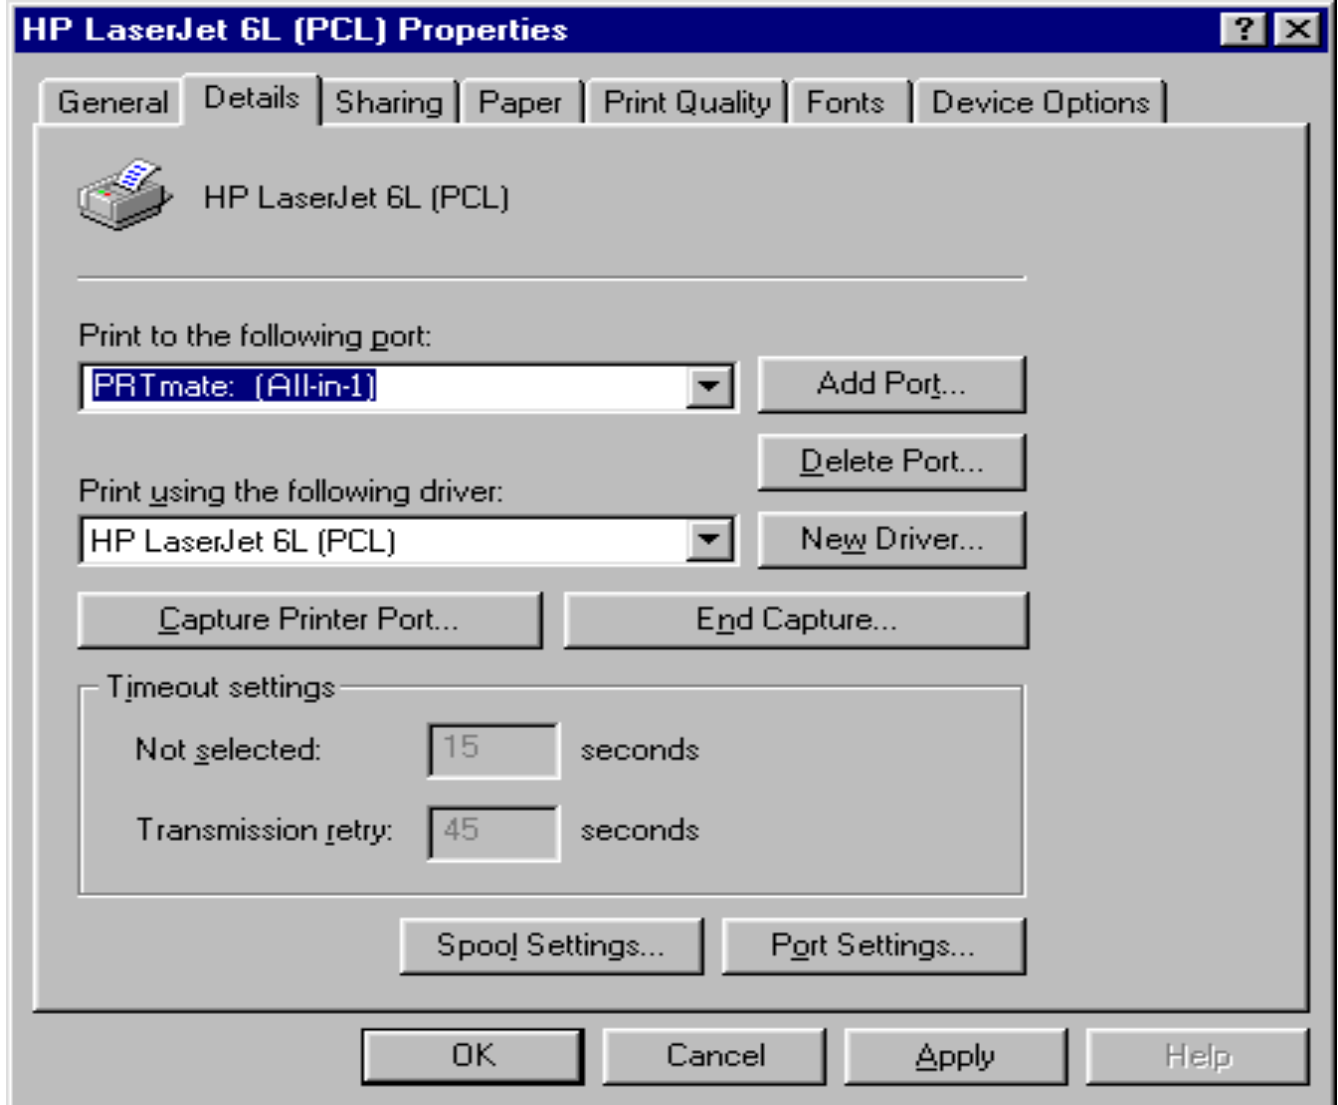 HP LaserJet 6L (PCL) Properties ?
General Details Sharing Paper Print Quality Fonts Device Options
HP LaserJet 6L (PCL)
Print to the following port:
PRTmate: (All-in-1) Add Port...
Delete Port...
Print using the following driver:
HP LaserJet 6L (PCL) New Driver...
Capture Printer Port... End Capture...
Timeout settings
Not selected: 15 seconds
Transmission retry: 45 seconds
Spool Settings... Port Settings...
OK Cancel Apply Help